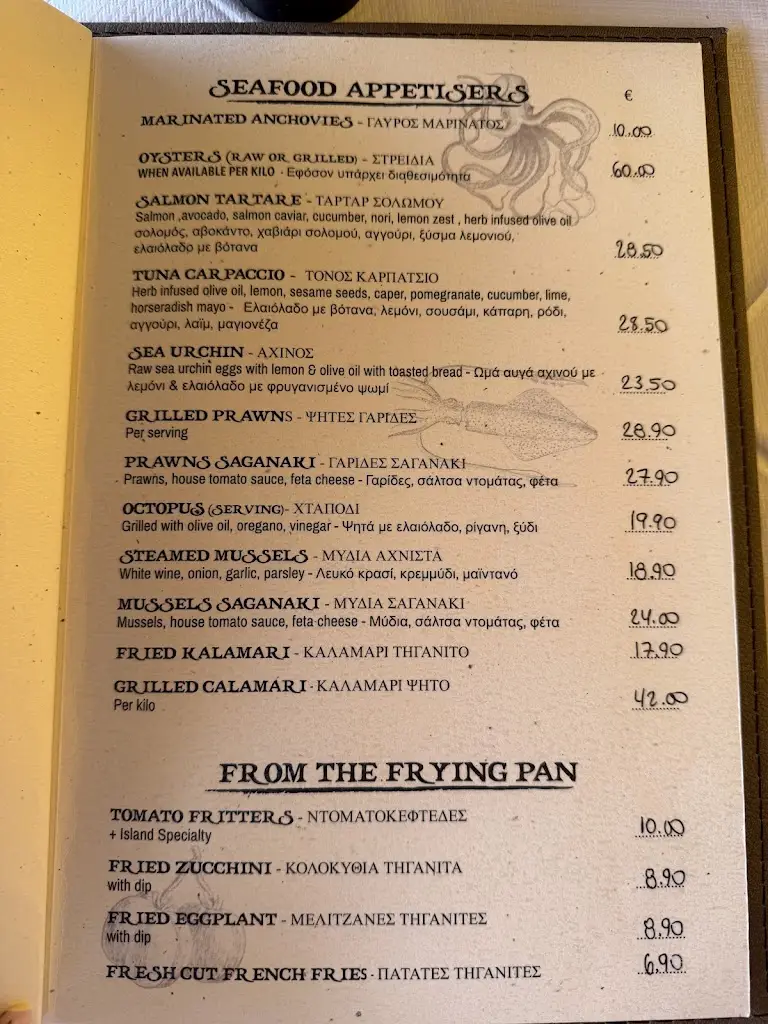 SEAFOOD APPETISERS €
MARINATED ANCHOVIES - ΓΑΥΡΟΣ ΜΑΡΙΝΑΤΟΣ 10.00
OYSTERS (RAW OR GRILLED) - ΣΤΡΕΙΔΙΑ
WHEN AVAILABLE PER KILO - Εφόσον υπάρχει διαθεσιμότητα 60.00
SALMON TARTARE - ΤΑΡΤΑΡ ΣΟΛΩΜΟΥ
Salmon ,avocado, salmon caviar, cucumber, nori, lemon zest , herb infused olive oil
σολομός, αβοκάντο, χαβιάρι σολομού, αγγούρι, ξύσμα λεμονιού,
ελαιόλαδο με βότανα 28.50
TUNA CARPACCIO - ΤΟΝΟΣ ΚΑΡΠΑΤΣΙΟ
Herb infused olive oil, lemon, sesame seeds, caper, pomegranate, cucumber, lime,
horseradish mayo - Ελαιόλαδο με βότανα, λεμόνι, σουσάμι, κάπαρη, ρόδι,
αγγούρι, λαϊμ, μαγιονέζα 28.50
SEA URCHIN - ΑΧΙΝΟΣ
Raw sea urchin eggs with lemon & olive oil with toasted bread - Ωμά αυγά αχινού με
λεμόνι & ελαιόλαδο με φρυγανισμένο ψωμί 23.50
GRILLED PRAWNS - ΨΗΤΕΣ ΓΑΡΙΔΕΣ
Per serving 28.90
PRAWNS SAGANAKI - ΓΑΡΙΔΕΣ ΣΑΓΑΝΑΚΙ
Prawns, house tomato sauce, feta cheese - Γαρίδες, σάλτσα ντομάτας, φέτα 27.90
OCTOPUS (SERVING)- ΧΤΑΠΟΔΙ
Grilled with olive oil, oregano, vinegar - Ψητά με ελαιόλαδο, ρίγανη, ξύδι 19.90
STEAMED MUSSELS - ΜΥΔΙΑ ΑΧΝΙΣΤΑ
White wine, onion, garlic, parsley - Λευκό κρασί, κρεμμύδι, μαϊντανό 18.90
MUSSELS SAGANAKI - ΜΥΔΙΑ ΣΑΓΑΝΑΚΙ
Mussels, house tomato sauce, feta cheese - Μύδια, σάλτσα ντομάτας, φέτα 24.00
FRIED KALAMARI - ΚΑΛΑΜΑΡΙ ΤΗΓΑΝΙΤΟ 17.90
GRILLED CALAMARI - ΚΑΛΑΜΑΡΙ ΨΗΤΟ
Per kilo 42.00
FROM THE FRYING PAN
TOMATO FRITTERS - ΝΤΟΜΑΤΟΚΕΦΤΕΔΕΣ
+ Island Specialty 10.00
FRIED ZUCCHINI - ΚΟΛΟΚΥΘΙΑ ΤΗΓΑΝΙΤΑ
with dip 8.90
FRIED EGGPLANT - ΜΕΛΙΤΖΑΝΕΣ ΤΗΓΑΝΙΤΕΣ
with dip 8.90
FRESH CUT FRENCH FRIES - ΠΑΤΑΤΕΣ ΤΗΓΑΝΙΤΕΣ 6.90